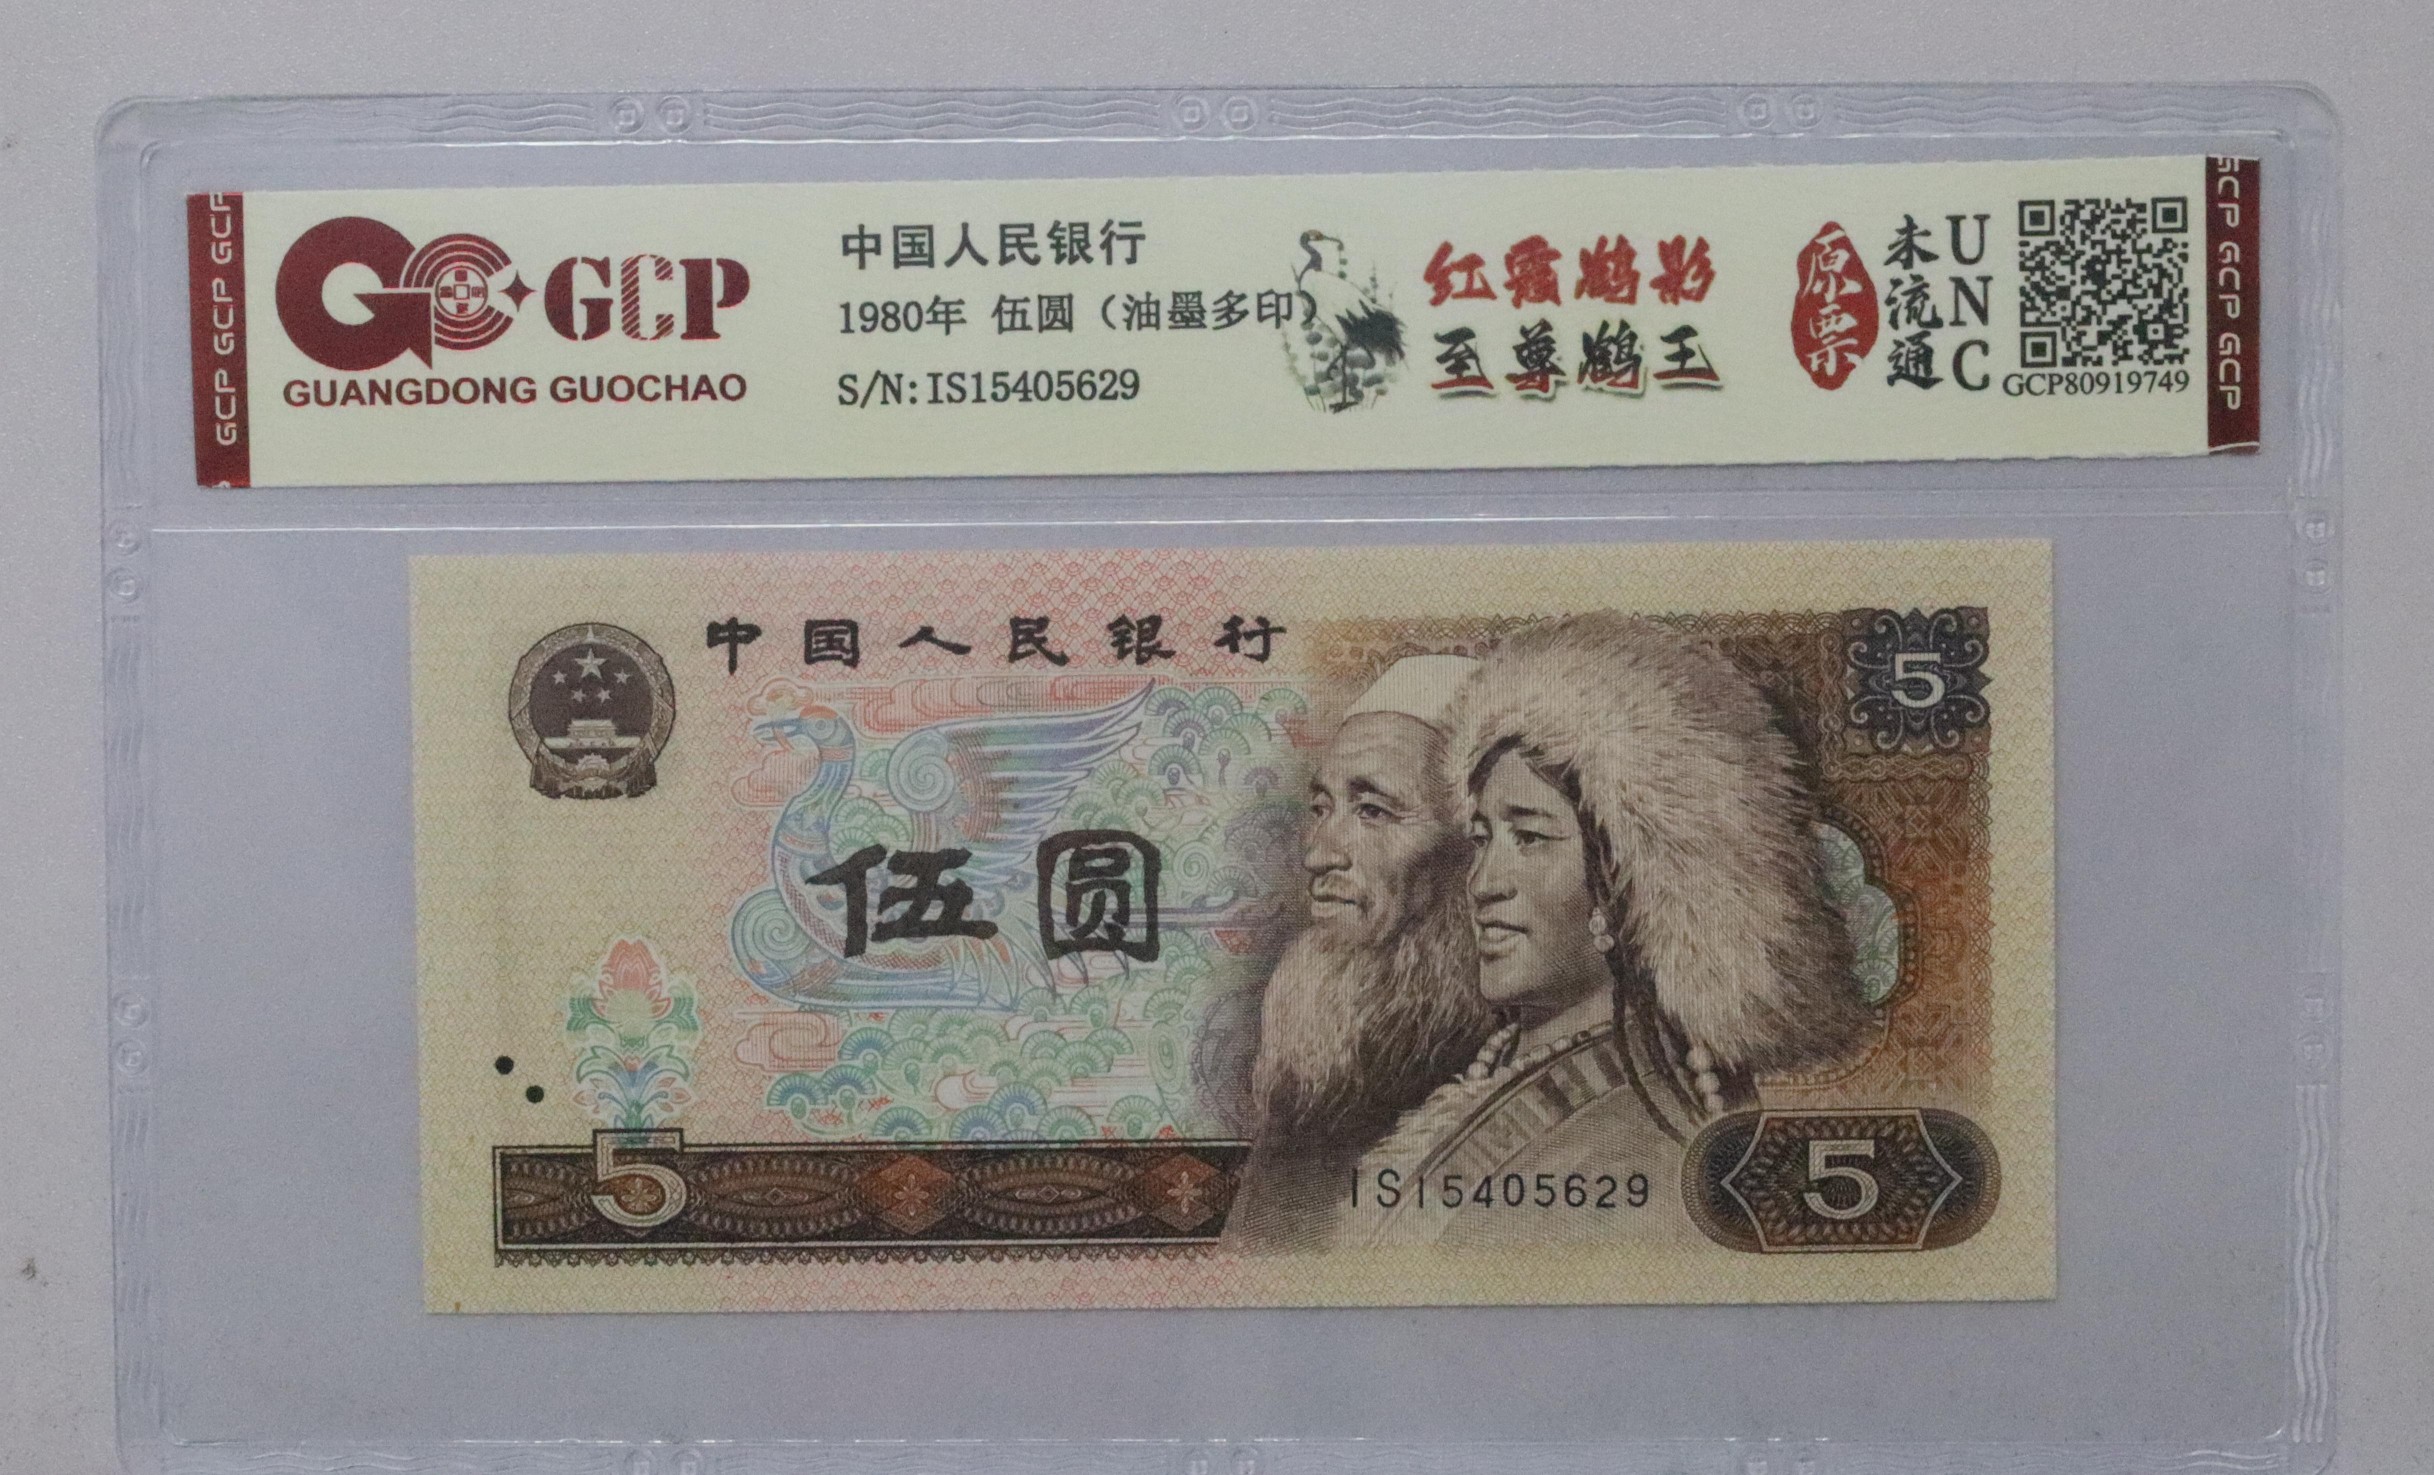 GCP GCP GCP
GCP
GUANGDONG GUOCHAO
中国人民银行
1980年 伍圆（油墨多印）
S/N: IS15405629
红霞鹤影
至尊鹤王
原票
未流通
UNC
GCP80919749
GCP GCP GCP
中国人民银行
5
伍圆
5
IS15405629
5